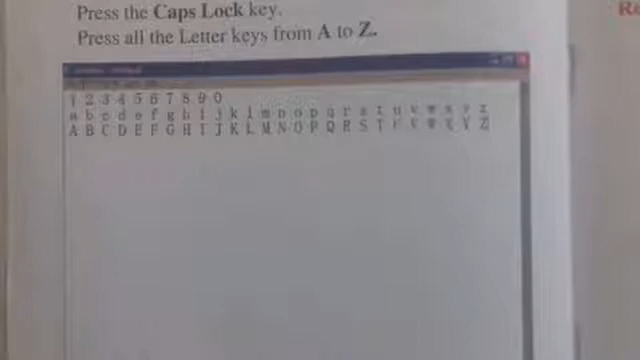 Press the Caps Lock key.
Press all the Letter keys from A to Z.
Re
1 2 3 4 5 6 7 8 9 0
a b c d e f g h i j k l m n o p q r s t u v w x y z
A B C D E F G H I J K L M N O P Q R S T U V W X Y Z